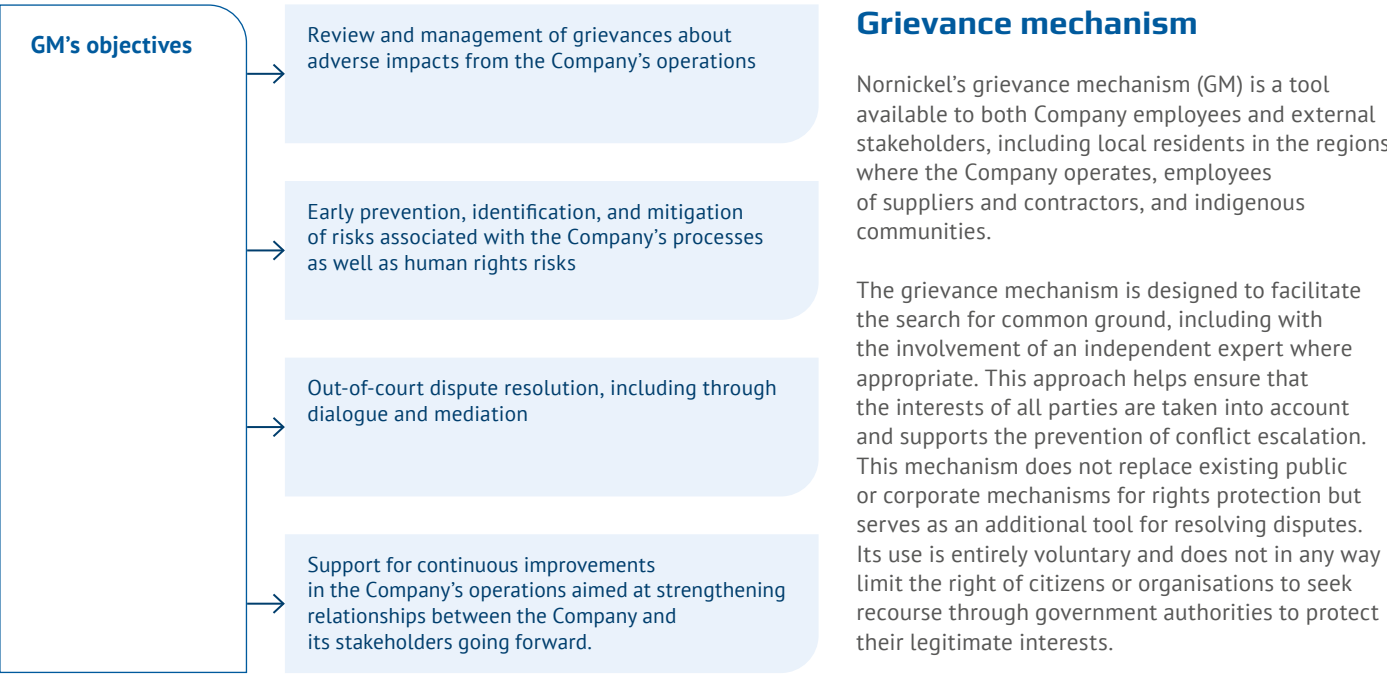 GM’s objectives
Review and management of grievances about
adverse impacts from the Company’s operations
Early prevention, identification, and mitigation
of risks associated with the Company’s processes
as well as human rights risks
Out-of-court dispute resolution, including through
dialogue and mediation
Support for continuous improvements
in the Company’s operations aimed at strengthening
relationships between the Company and
its stakeholders going forward.
Grievance mechanism
Nornickel’s grievance mechanism (GM) is a tool
available to both Company employees and external
stakeholders, including local residents in the regions
where the Company operates, employees
of suppliers and contractors, and indigenous
communities.
The grievance mechanism is designed to facilitate
the search for common ground, including with
the involvement of an independent expert where
appropriate. This approach helps ensure that
the interests of all parties are taken into account
and supports the prevention of conflict escalation.
This mechanism does not replace existing public
or corporate mechanisms for rights protection but
serves as an additional tool for resolving disputes.
Its use is entirely voluntary and does not in any way
limit the right of citizens or organisations to seek
recourse through government authorities to protect
their legitimate interests.